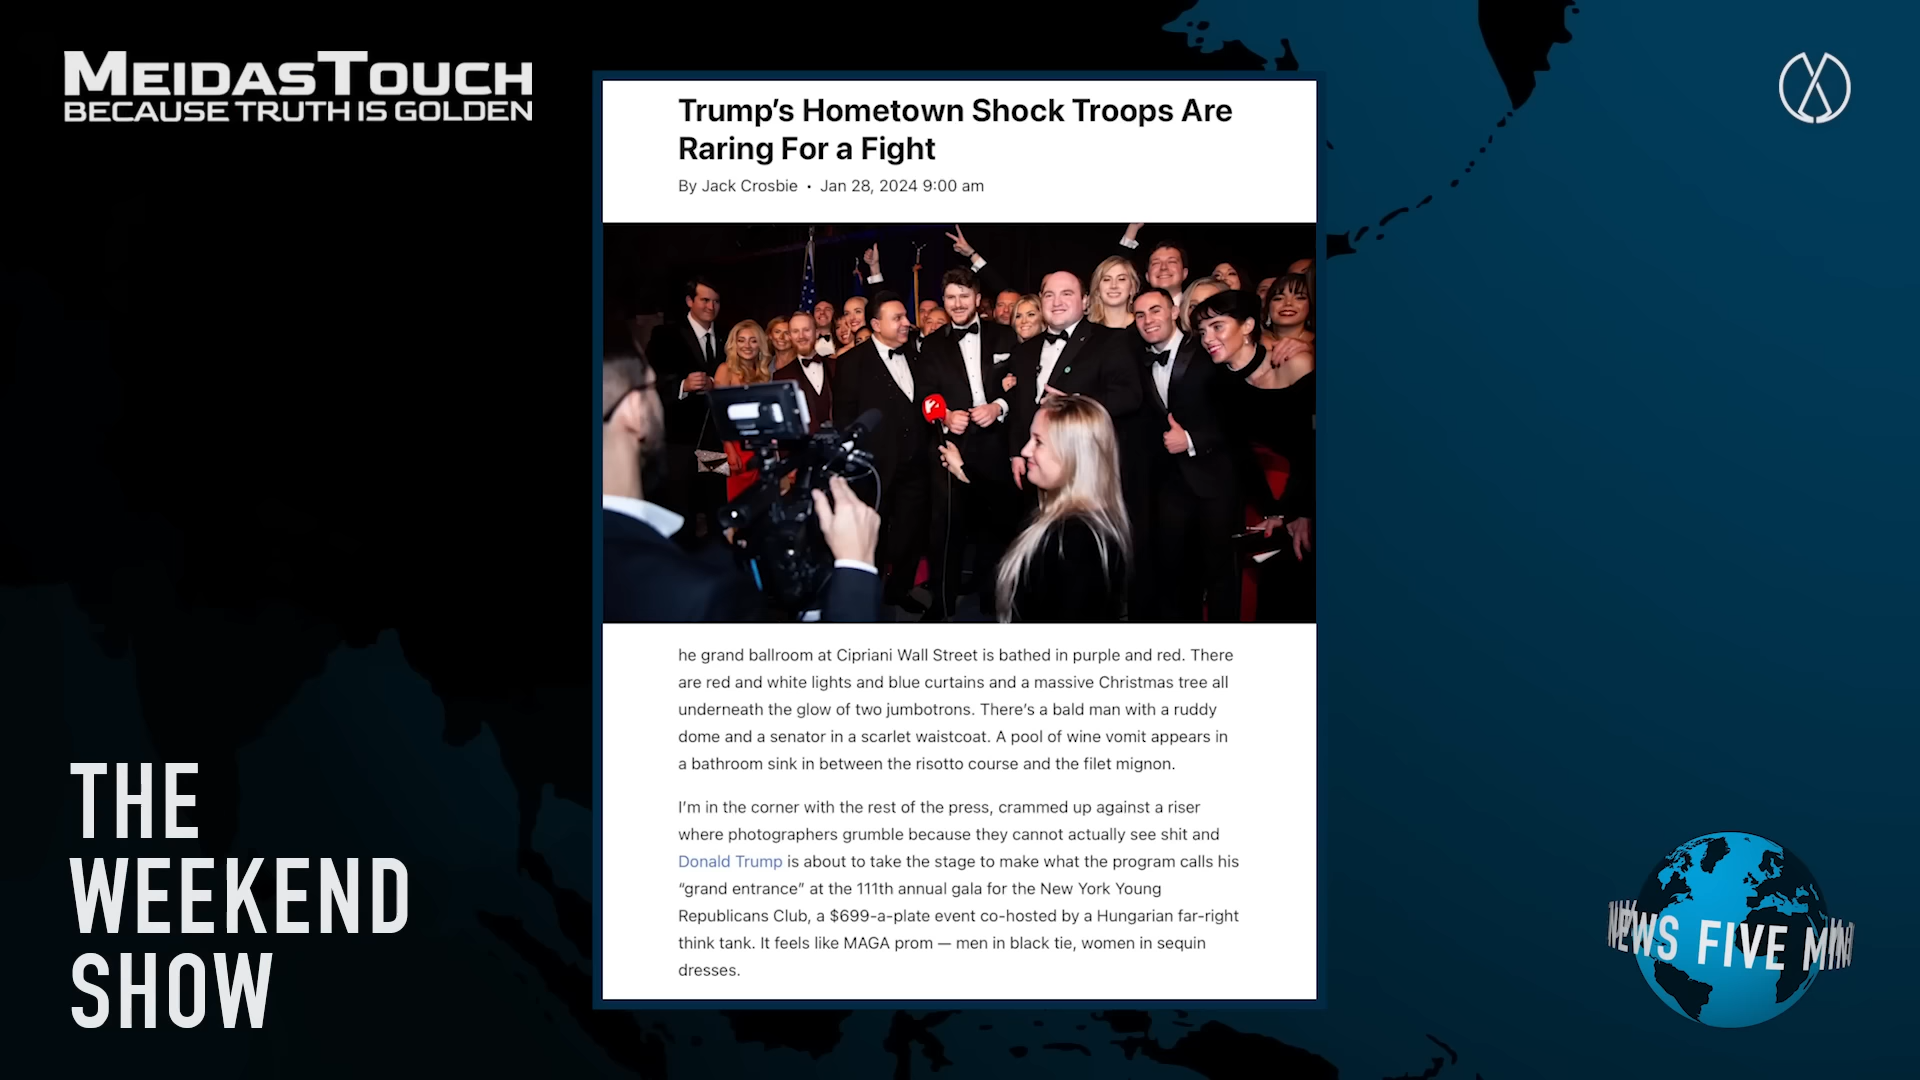 MEIDASTOUCH
BECAUSE TRUTH IS GOLDEN
Trump's Hometown Shock Troops Are
Raring For a Fight
By Jack Crosbie • Jan 28, 2024 9:00 am
he grand ballroom at Cipriani Wall Street is bathed in purple and red. There
are red and white lights and blue curtains and a massive Christmas tree all
underneath the glow of two jumbotrons. There's a bald man with a ruddy
dome and a senator in a scarlet waistcoat. A pool of wine vomit appears in
a bathroom sink in between the risotto course and the filet mignon.
I'm in the corner with the rest of the press, crammed up against a riser
where photographers grumble because they cannot actually see shit and
Donald Trump is about to take the stage to make what the program calls his
“grand entrance” at the 111th annual gala for the New York Young
Republicans Club, a $699-a-plate event co-hosted by a Hungarian far-right
think tank. It feels like MAGA prom — men in black tie, women in sequin
dresses.
THE
WEEKEND
SHOW
NEWS FIVE